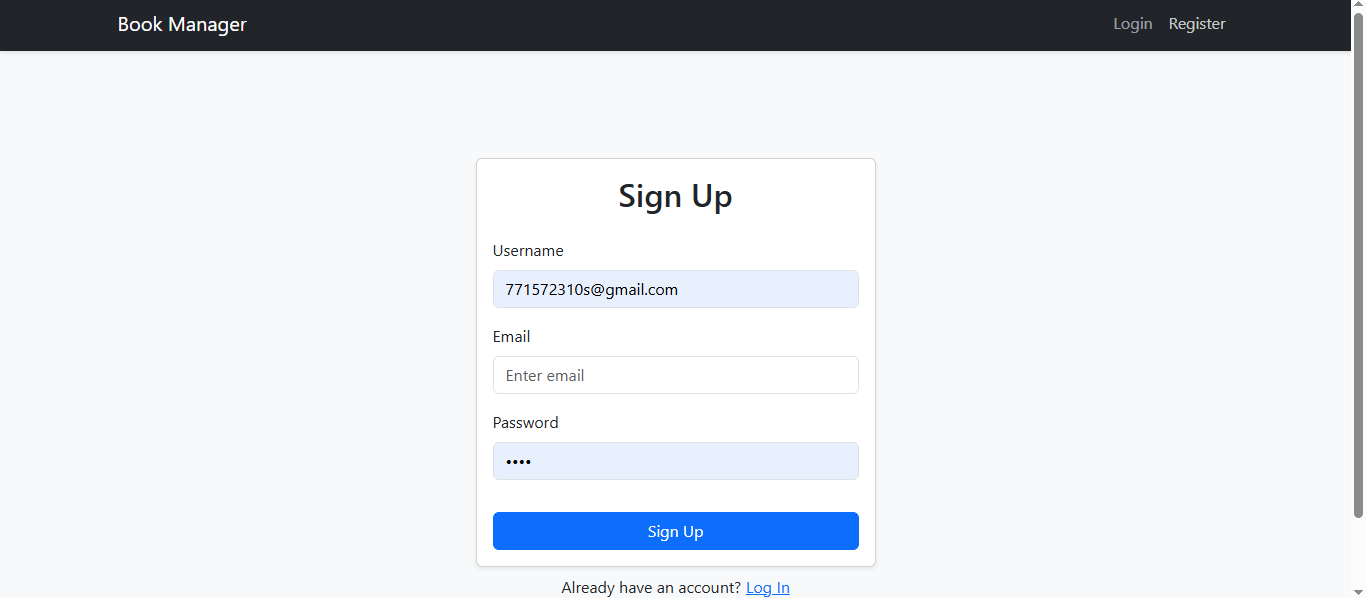 Book Manager
Login Register
Sign Up
Username
771572310s@gmail.com
Email
Enter email
Password
••••
Sign Up
Already have an account? Log In